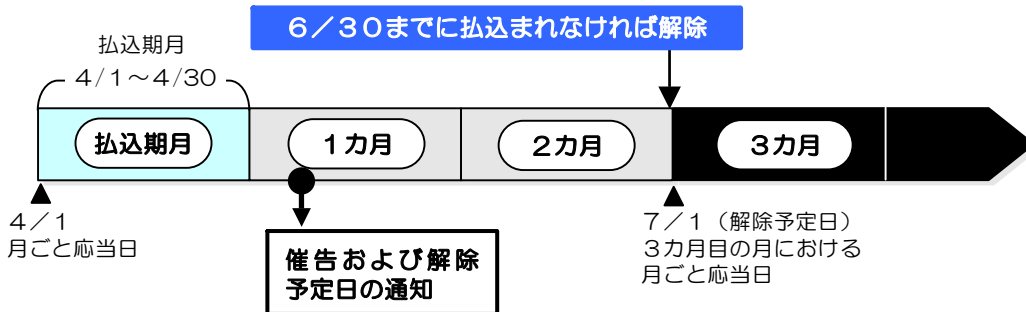 ６／３０までに払込まれなければ解除
払込期月
4/1～4/30
払込期月
１カ月
２カ月
３カ月
４／１
月ごと応当日
催告および解除
予定日の通知
７／１（解除予定日）
３カ月目の月における
月ごと応当日